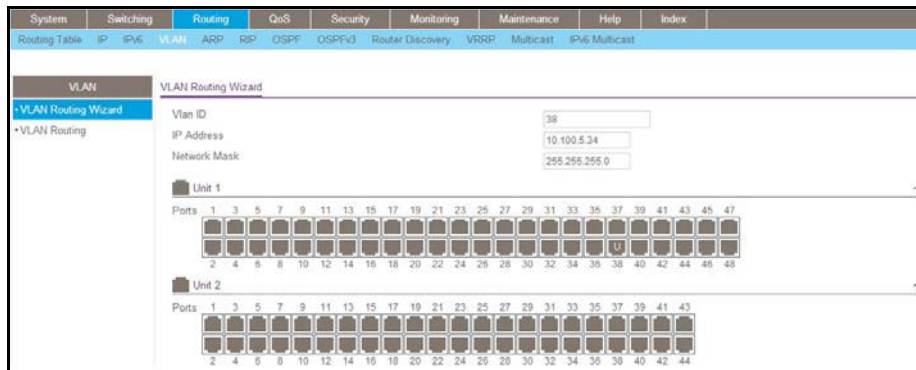 System Switching Routing QoS Security Monitoring Maintenance Help Index
Routing Table IP IPv6 VLAN ARP RIP OSPF OSPFv3 Router Discovery VRRP Multicast IPv6 Multicast
VLAN
VLAN Routing Wizard
VLAN Routing Wizard
VLAN Routing
Vlan ID 38
IP Address 10.100.5.34
Network Mask 255.255.255.0
Unit 1
Ports 1 3 5 7 9 11 13 15 17 19 21 23 25 27 29 31 33 35 37 39 41 43 45 47
U
2 4 6 8 10 12 14 16 18 20 22 24 26 28 30 32 34 36 38 40 42 44 46 48
Unit 2
Ports 1 3 5 7 9 11 13 15 17 19 21 23 25 27 29 31 33 35 37 39 41 43
2 4 6 8 10 12 14 16 18 20 22 24 26 28 30 32 34 36 38 40 42 44